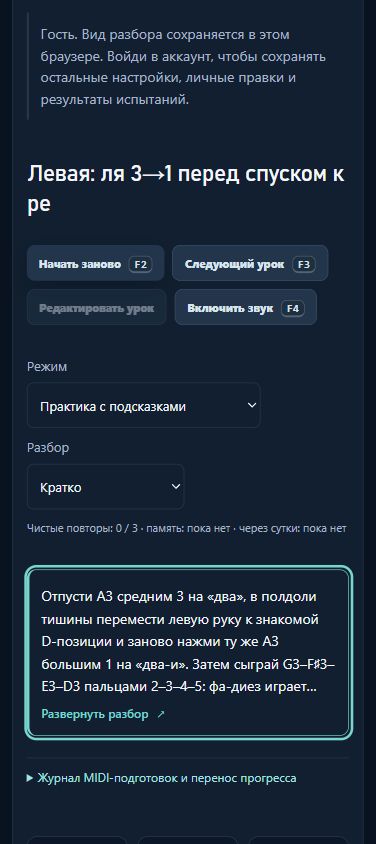 Гость. Вид разбора сохраняется в этом
браузере. Войди в аккаунт, чтобы сохранять
остальные настройки, личные правки и
результаты испытаний.
Левая: ля 3→1 перед спуском к
ре
Начать заново F2 Следующий урок F3
Редактировать урок Включить звук F4
Режим
Практика с подсказками
Разбор
Кратко
Чистые повторы: 0 / 3 · память: пока нет · через сутки: пока нет
Отпусти A3 средним 3 на «два», в полдоли
тишины перемести левую руку к знакомой
D-позиции и заново нажми ту же A3
большим 1 на «два-и». Затем сыграй G3–F♯3–
E3–D3 пальцами 2–3–4–5: фа-диез играет...
Развернуть разбор ↗
▶ Журнал MIDI-подготовок и перенос прогресса